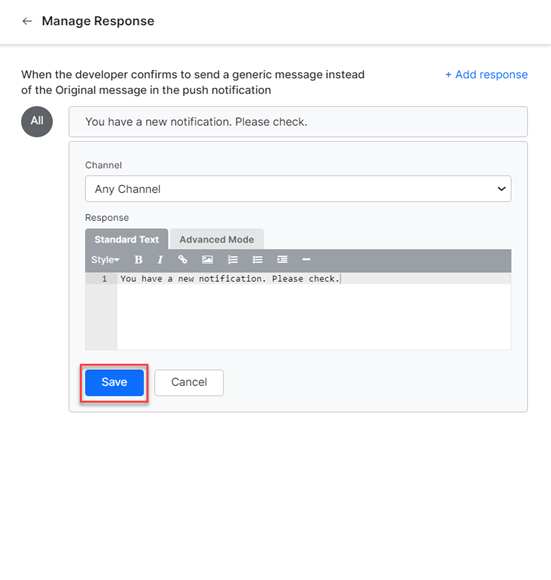 Manage Response
When the developer confirms to send a generic message instead
of the Original message in the push notification
+ Add response
All
You have a new notification. Please check.
Channel
Any Channel
Response
Standard Text
Advanced Mode
Style
B
I
1
You have a new notification. Please check.
Save
Cancel